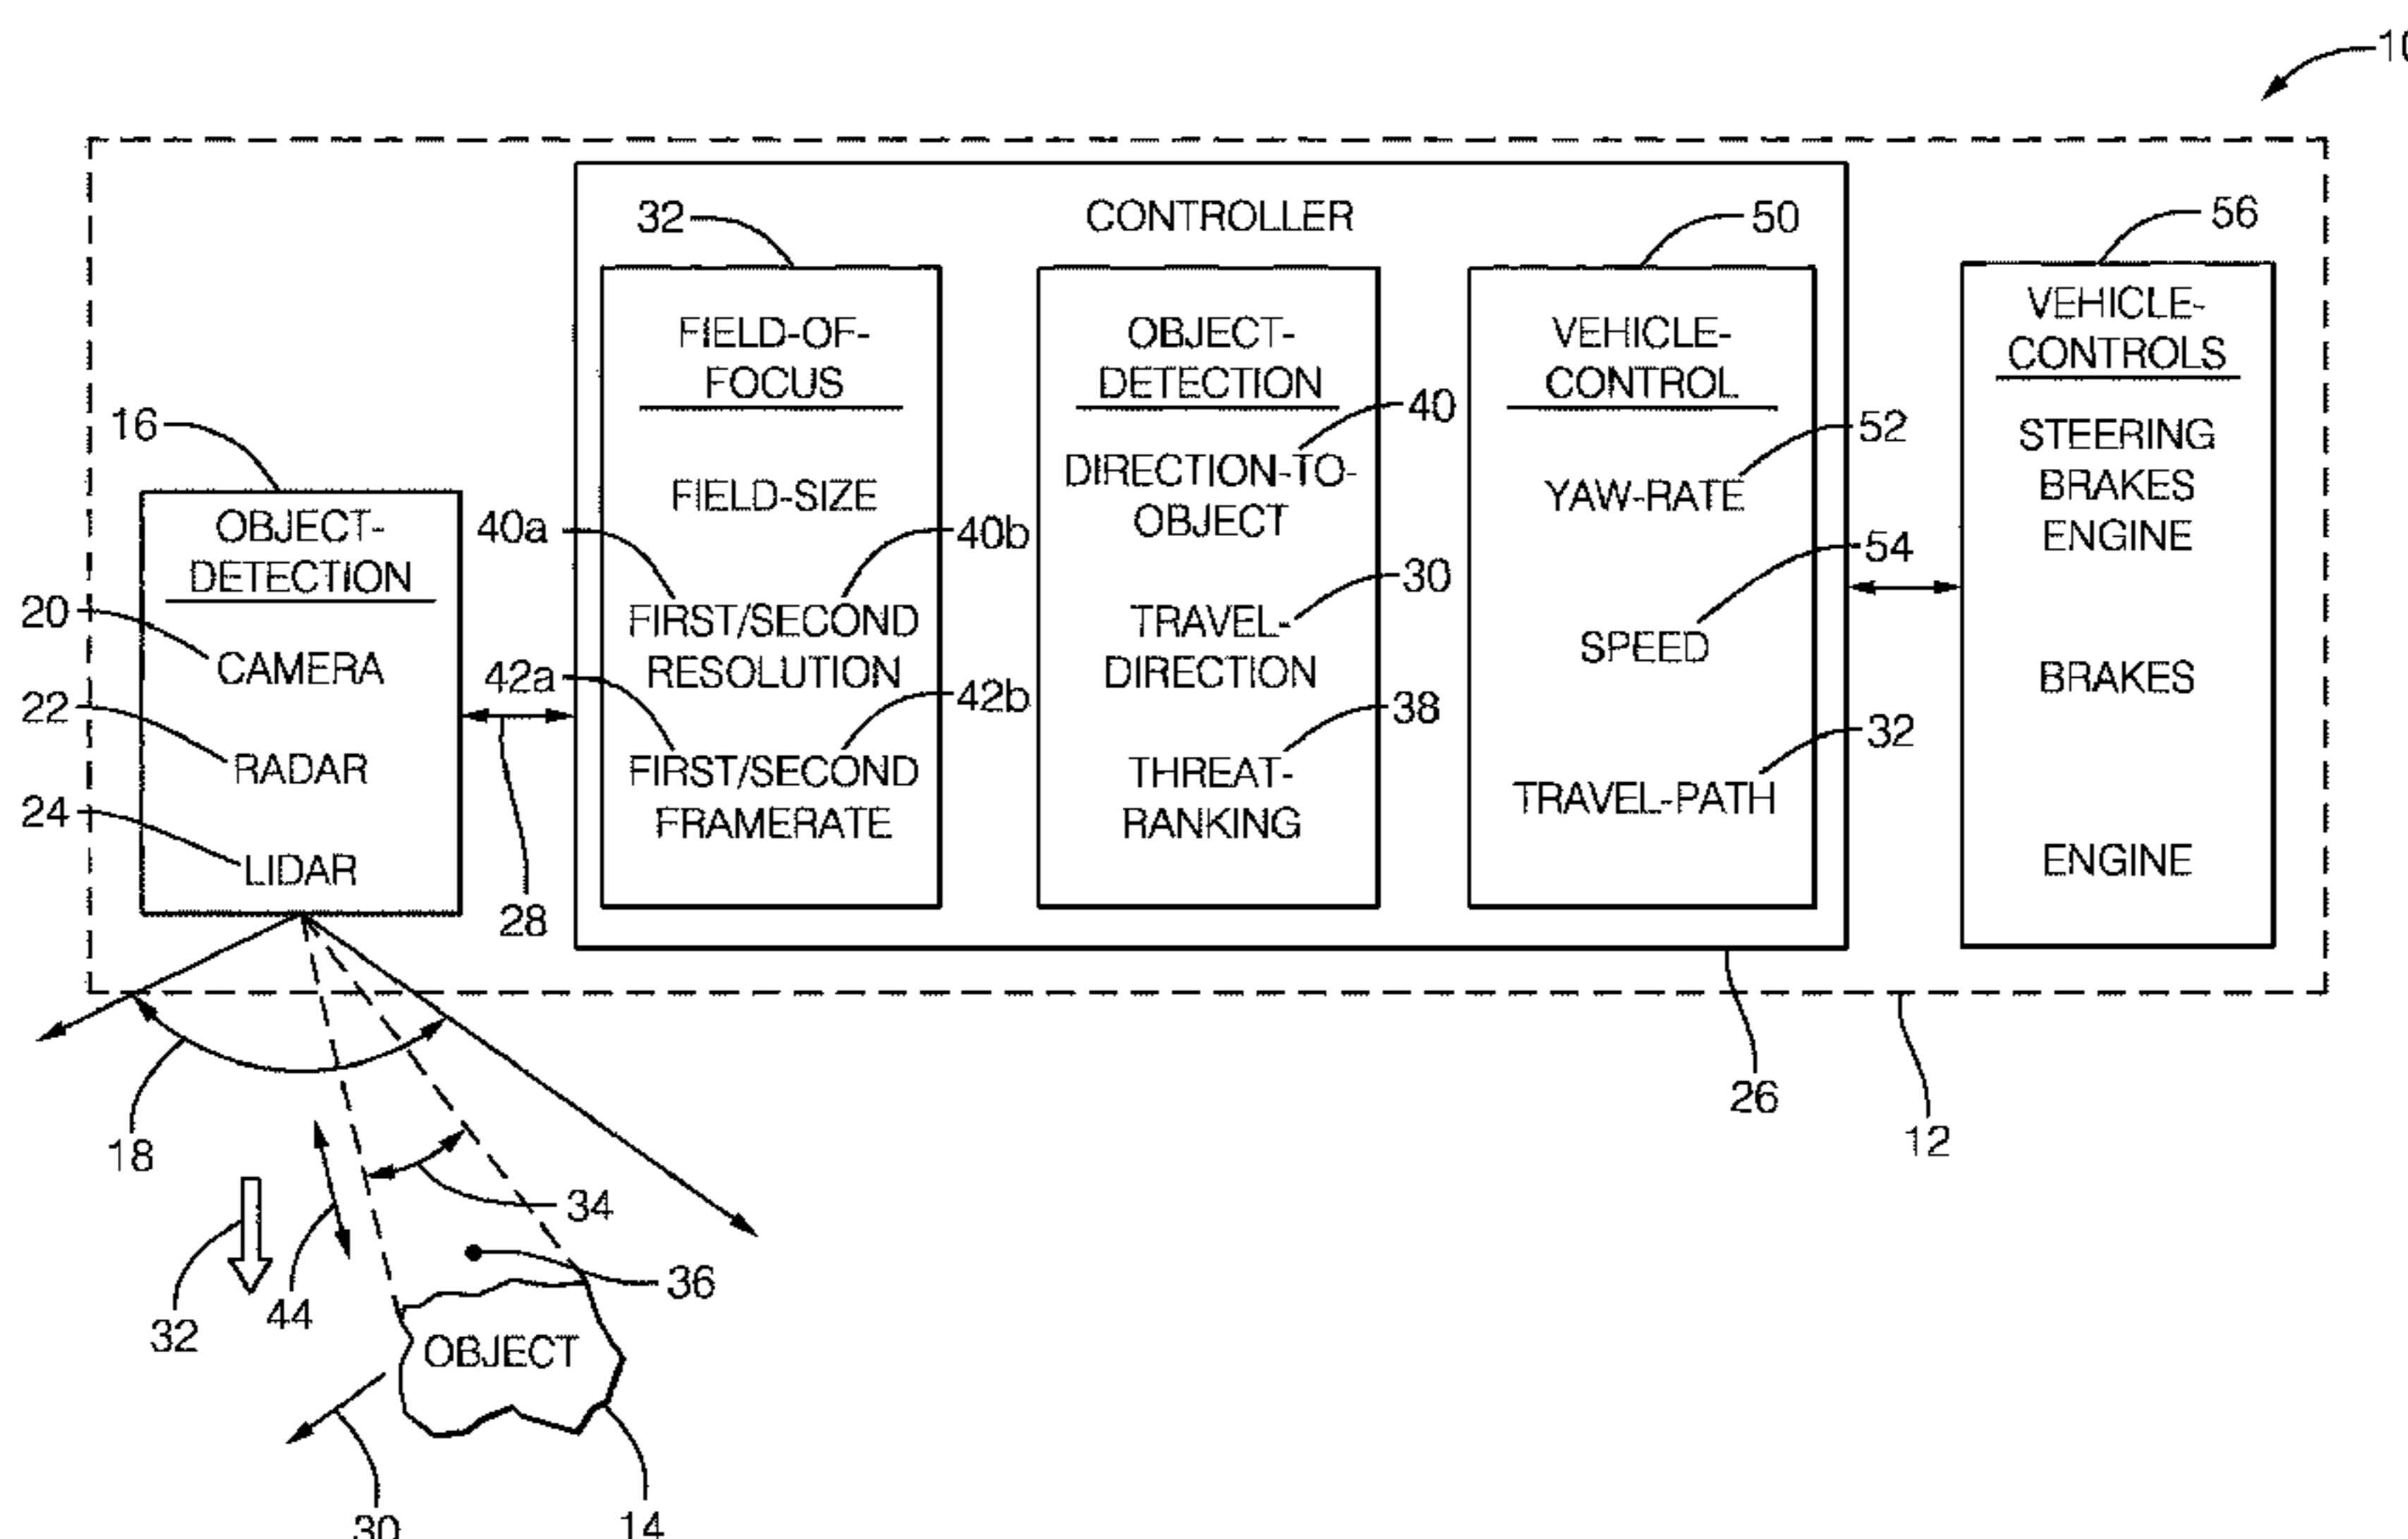 10
CONTROLLER
32
50
56
FIELD-OF-
FOCUS
FIELD-SIZE
40a
40b
FIRST/SECOND
RESOLUTION
42a
42b
FIRST/SECOND
FRAMERATE
OBJECT-
DETECTION
40
DIRECTION-TO-
OBJECT
30
TRAVEL-
DIRECTION
38
THREAT-
RANKING
VEHICLE-
CONTROL
52
YAW-RATE
54
SPEED
32
TRAVEL-PATH
VEHICLE-
CONTROLS
STEERING
BRAKES
ENGINE
BRAKES
ENGINE
16
OBJECT-
DETECTION
20
CAMERA
22
RADAR
24
LIDAR
28
26
12
18
34
36
32
44
OBJECT
30
14